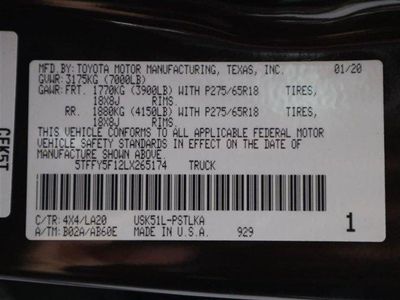 MFD.BY:TOYOTA MOTOR MANUFACTURING, TEXAS, INC. 01/20
GVWR:3175KG (7000LB)
GAWR:FRT. 1770KG (3900LB) WITH P275/65R18 TIRES,
18X8J RIMS.
RR. 1880KG (4150LB) WITH P275/65R18 TIRES,
18X8J RIMS.
THIS VEHICLE CONFORMS TO ALL APPLICABLE FEDERAL MOTOR
VEHICLE SAFETY STANDARDS IN EFFECT ON THE DATE OF
MANUFACTURE SHOWN ABOVE.
5TFFY5F12LX265174 TRUCK
C/TR:4X4/LA20 USK51L-PSTLKA
A/TM:B02A/AB60E MADE IN U.S.A. 929
1
CFK5T